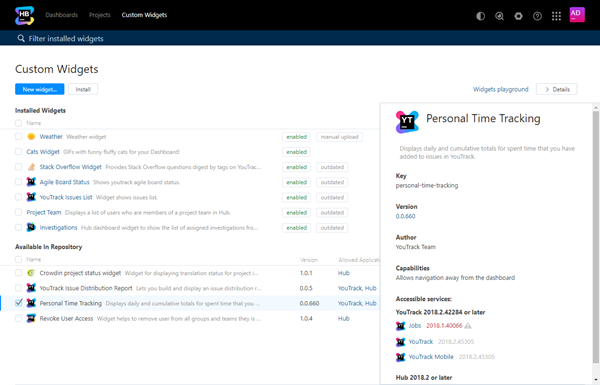 HB
Dashboards Projects Custom Widgets
AD
Filter installed widgets
Custom Widgets
New widget... Install
Widgets playground Details
Installed Widgets
Name
Weather Weather widget enabled manual upload
Cats Widget GIFs with funny fluffy cats for your Dashboard! enabled
Stack Overflow Widget Provides Stack Overflow questions digest by tags on YouTrac... enabled outdated
Agile Board Status Shows youtrack agile board status. enabled outdated
YouTrack Issues List Widget shows issues list. enabled outdated
Project Team Displays a list of users who are members of a project team in Hub. enabled outdated
Investigations Hub dashboard widget to show the list of assigned investigations fro... enabled outdated
Available In Repository
Name Version Allowed Applicat
Crowdin project status widget Widget for displaying translation status for project i... 1.0.1 Hub
YouTrack Issue Distribution Report Lets you build and display an issue distribution r... 0.0.5 YouTrack, Hub
Personal Time Tracking Displays daily and cumulative totals for spent time that you ... 0.0.660 YouTrack, Hub
Revoke User Access Widget helps to remove user from all groups and teams they is ... 1.0.4 Hub
YT
Personal Time Tracking
Displays daily and cumulative totals for spent time that you have
added to issues in YouTrack.
Key
personal-time-tracking
Version
0.0.660
Author
YouTrack Team
Capabilities
Allows navigation away from the dashboard
Accessible services:
YouTrack 2018.2.42284 or later
Jobs 2018.1.40066
YouTrack 2018.2.45305
YouTrack Mobile 2018.2.45305
Hub 2018.2 or later